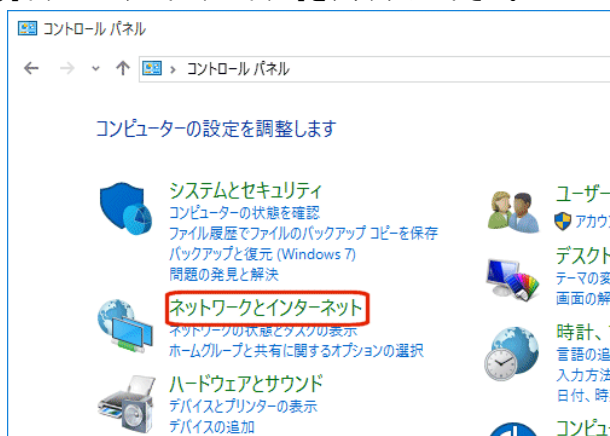 コントロール パネル
コントロール パネル
コンピューターの設定を調整します
システムとセキュリティ
コンピューターの状態を確認
ファイル履歴でファイルのバックアップ コピーを保存
バックアップと復元 (Windows 7)
問題の発見と解決
ネットワークとインターネット
ネットワークの状態とタスクの表示
ホームグループと共有に関するオプションの選択
ハードウェアとサウンド
デバイスとプリンターの表示
デバイスの追加
ユーザー
アカウン
デスクト
テーマの変
画面の解
時計、
言語の追
入力方法
日付、時
コンピュ